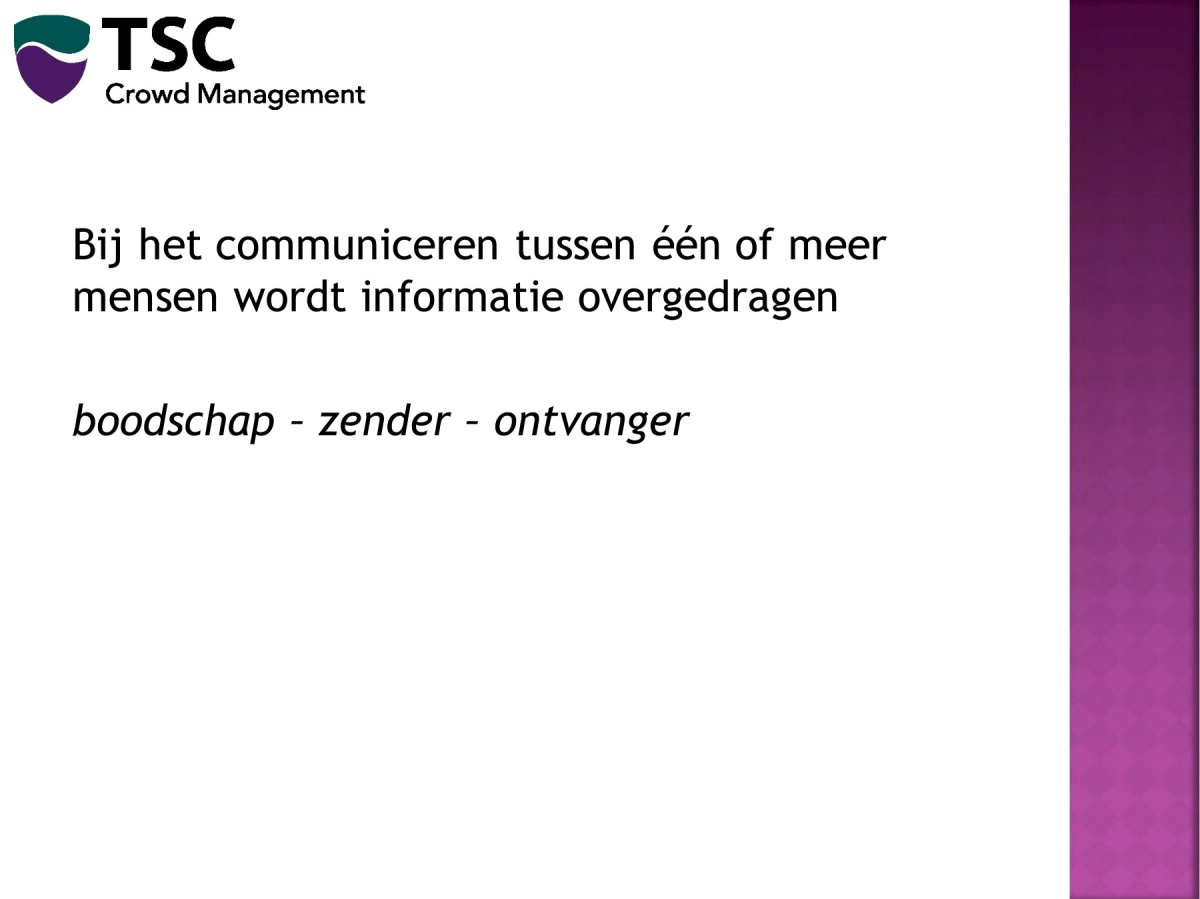 TSC
Crowd Management
Bij het communiceren tussen één of meer
mensen wordt informatie overgedragen
boodschap – zender – ontvanger